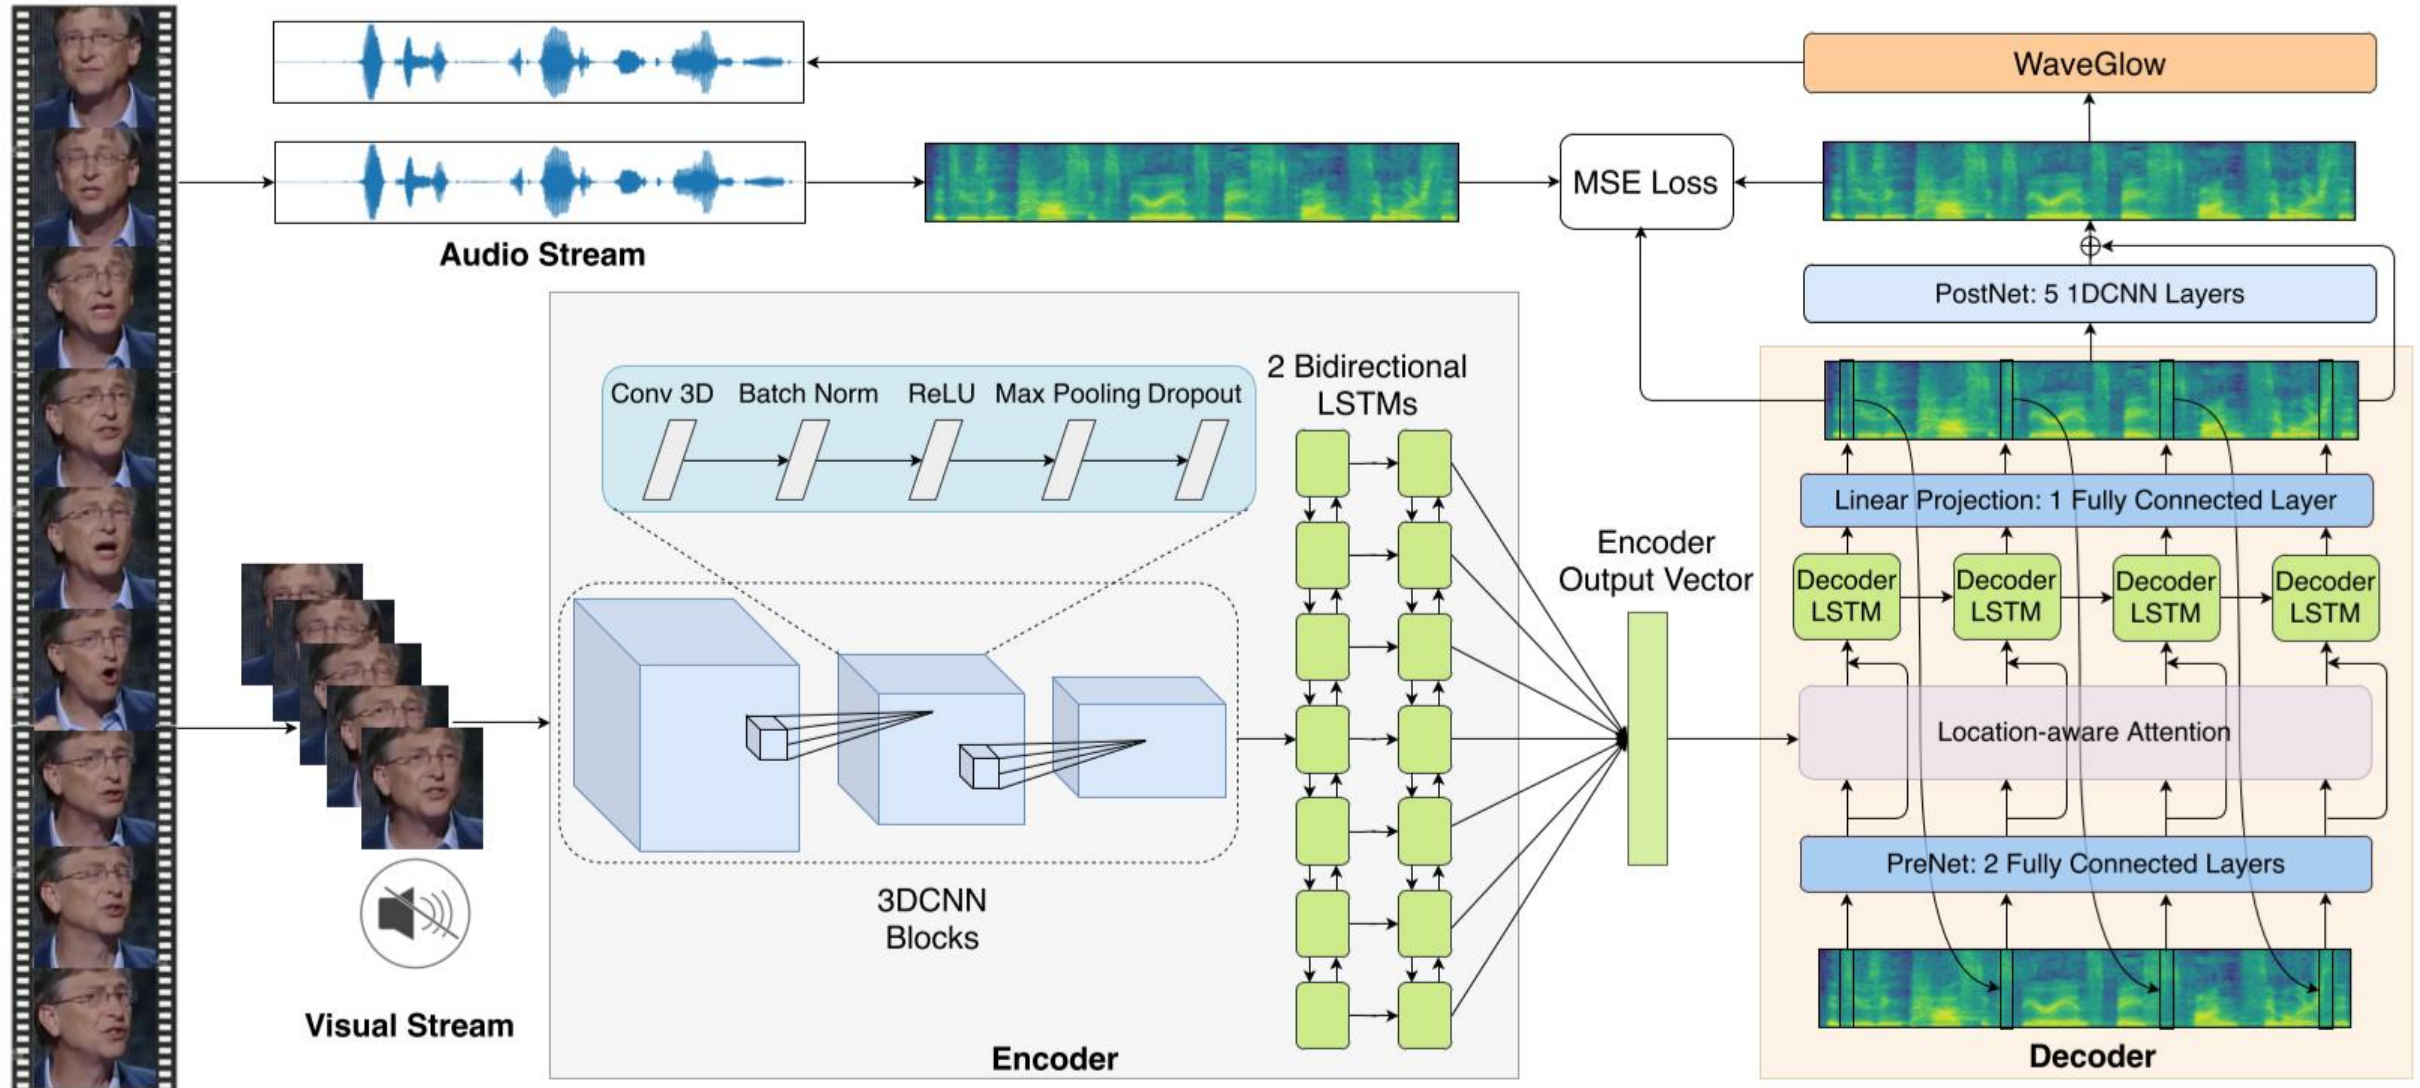 WaveGlow
MSE Loss
Audio Stream
PostNet: 5 1DCNN Layers
Conv 3D
Batch Norm
ReLU
Max Pooling
Dropout
2 Bidirectional
LSTMs
Linear Projection: 1 Fully Connected Layer
Encoder
Output Vector
Decoder
LSTM
Decoder
LSTM
Decoder
LSTM
Decoder
LSTM
Location-aware Attention
PreNet: 2 Fully Connected Layers
3DCNN
Blocks
Visual Stream
Encoder
Decoder